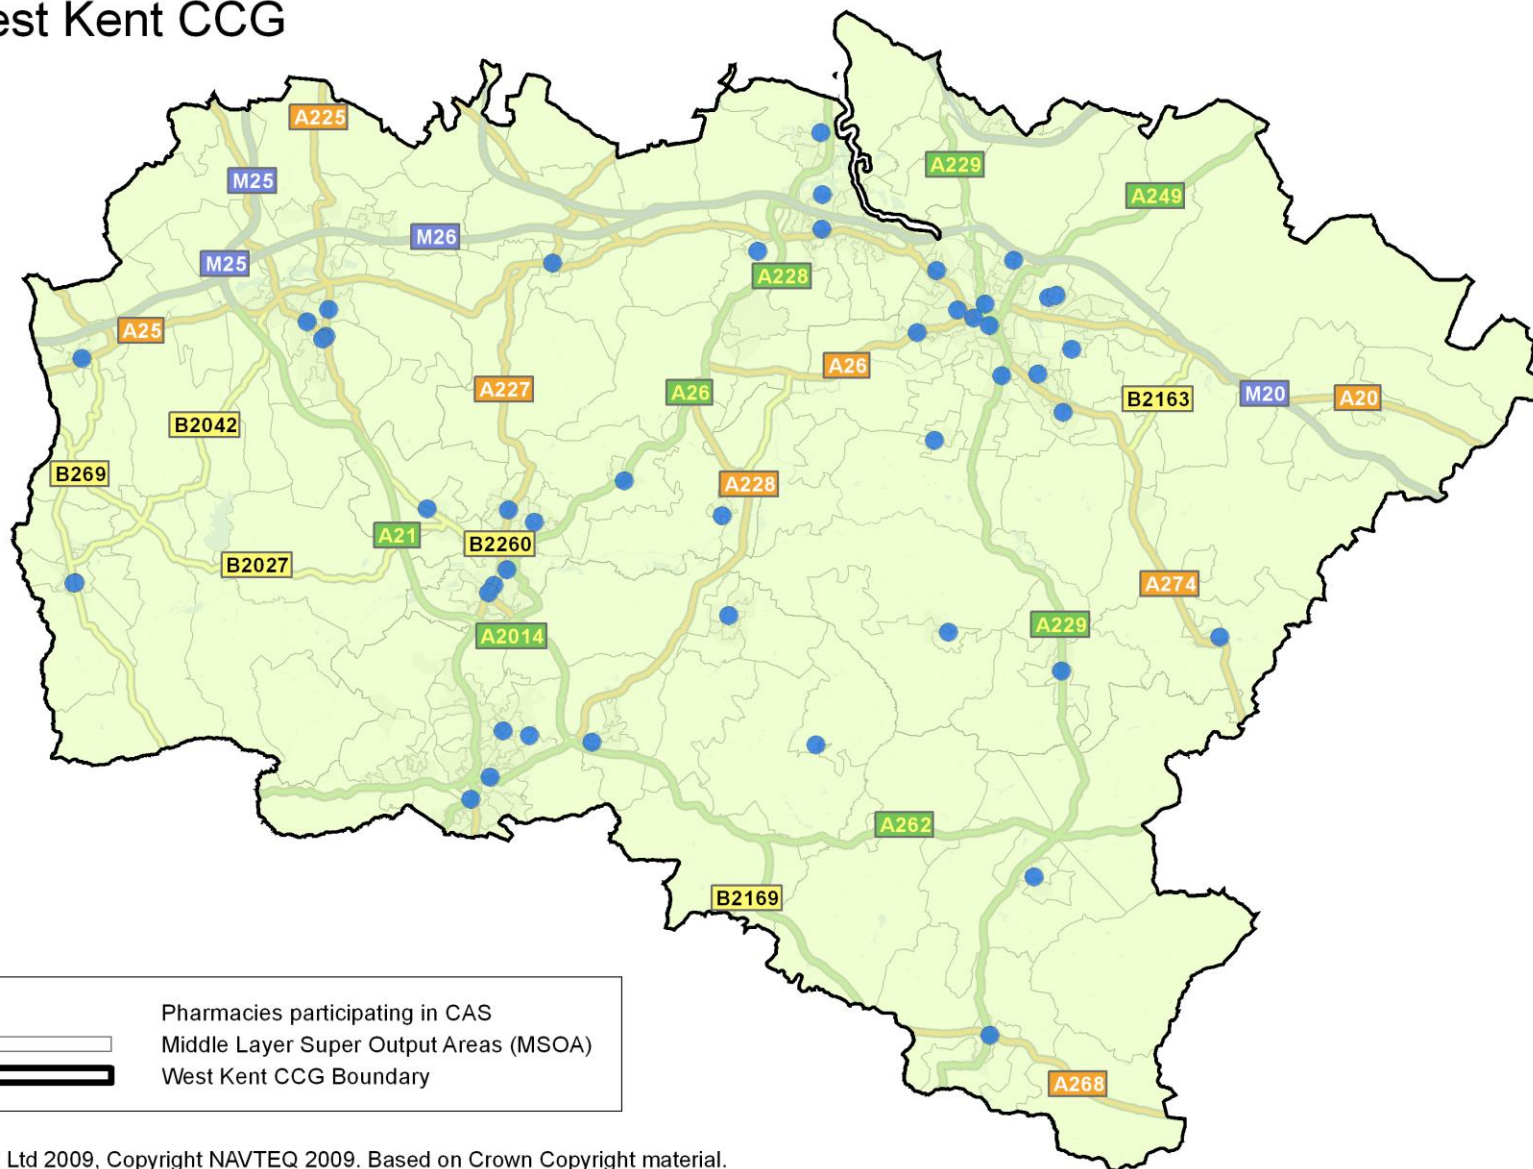 est Kent CCG
A225
M25
A229
A249
M26
M25
A228
A25
A26
A227
A26
B2163
M20
A20
B2042
B269
A228
A21
B2260
B2027
A274
A2014
A229
A262
B2169
Pharmacies participating in CAS
Middle Layer Super Output Areas (MSOA)
West Kent CCG Boundary
A268
Ltd 2009, Copyright NAVTEQ 2009. Based on Crown Copyright material.